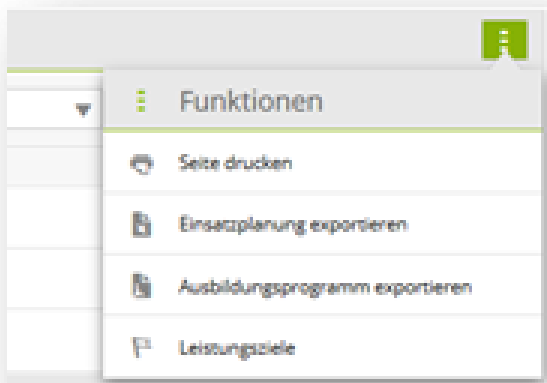 Funktionen
Seite drucken
Einsatzplanung exportieren
Ausbildungsprogramm exportieren
Leistungsziele